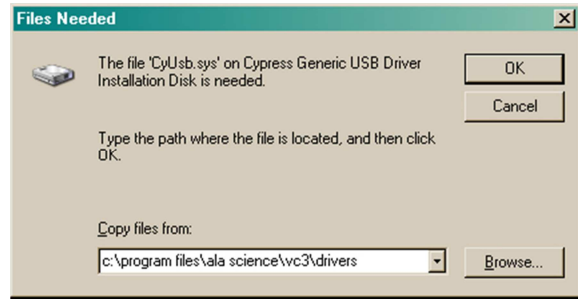 Files Needed
The file 'CyUsb.sys' on Cypress Generic USB Driver
Installation Disk is needed.
OK
Cancel
Type the path where the file is located, and then click
OK.
Copy files from:
c:\program files\ala science\vc3\drivers
Browse...